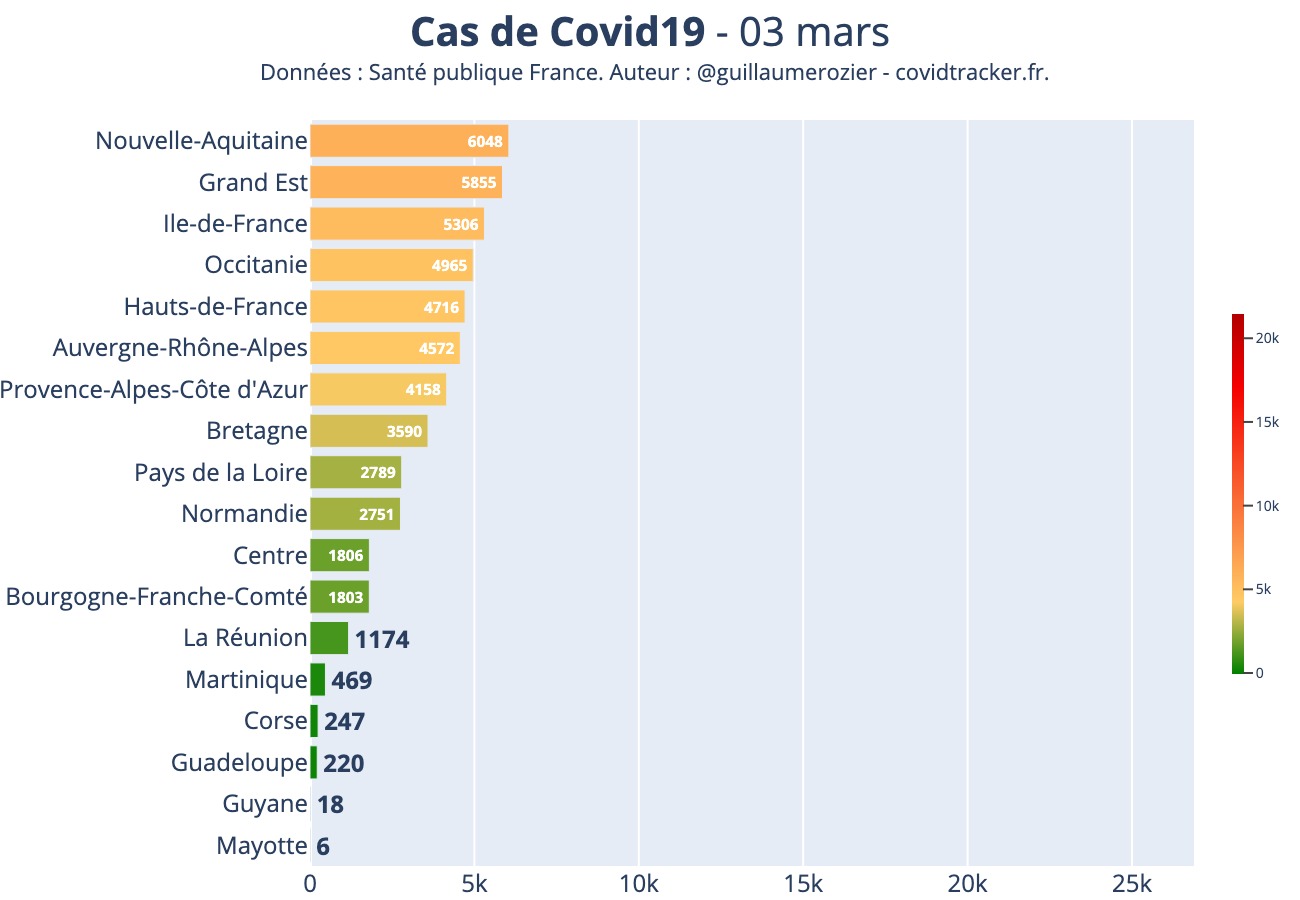 Cas de Covid19 - 03 mars
Données : Santé publique France. Auteur : @guillaumerozier - covidtracker.fr.
Nouvelle-Aquitaine 6048
Grand Est 5855
Ile-de-France 5306
Occitanie 4965
Hauts-de-France 4716
Auvergne-Rhône-Alpes 4572
Provence-Alpes-Côte d'Azur 4158
Bretagne 3590
Pays de la Loire 2789
Normandie 2751
Centre 1806
Bourgogne-Franche-Comté 1803
La Réunion 1174
Martinique 469
Corse 247
Guadeloupe 220
Guyane 18
Mayotte 6
0 5k 10k 15k 20k 25k
20k
15k
10k
5k
0